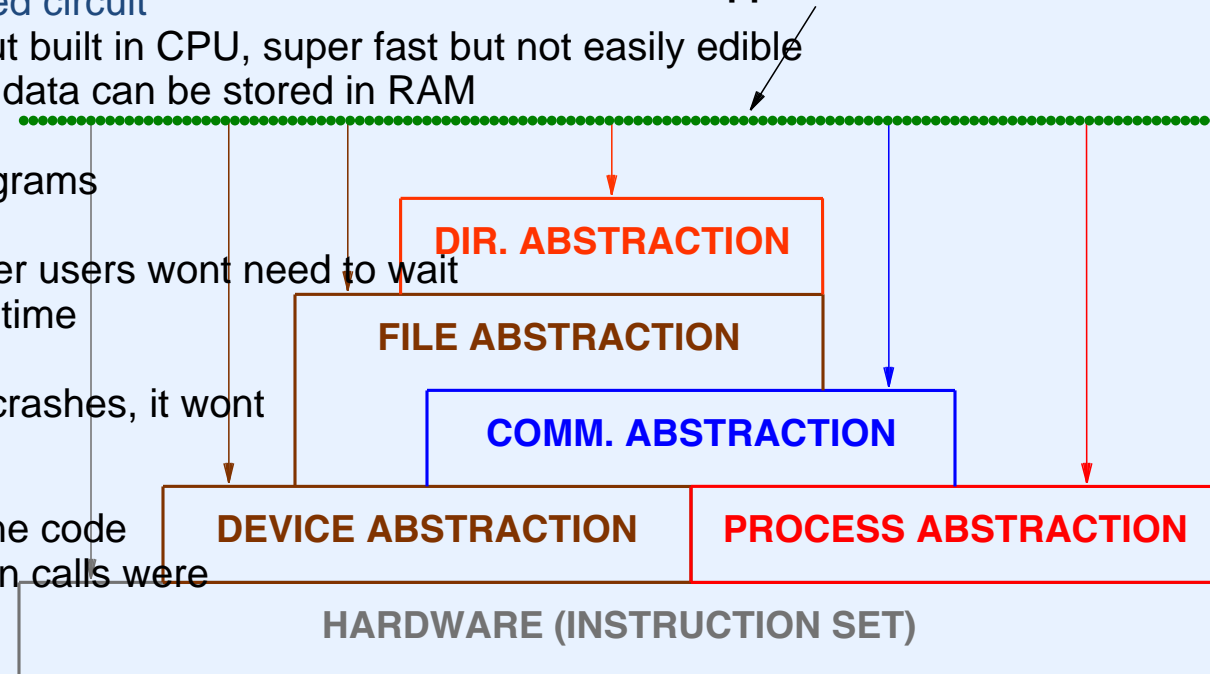 ed circuit
ut built in CPU, super fast but not easily edible
data can be stored in RAM
grams
DIR. ABSTRACTION
er users wont need to wait
time
FILE ABSTRACTION
crashes, it wont
COMM. ABSTRACTION
ne code
DEVICE ABSTRACTION
PROCESS ABSTRACTION
n calls were
HARDWARE (INSTRUCTION SET)